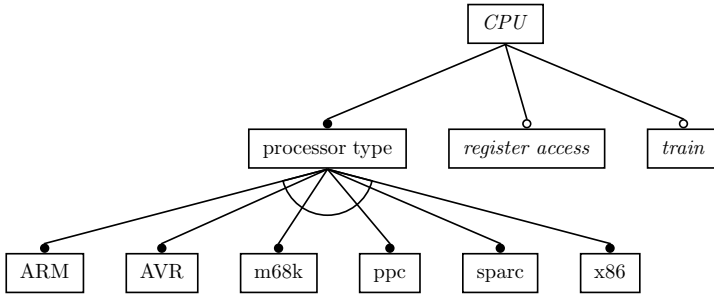 CPU
processor type
register access
train
ARM
AVR
m68k
ppc
sparc
x86